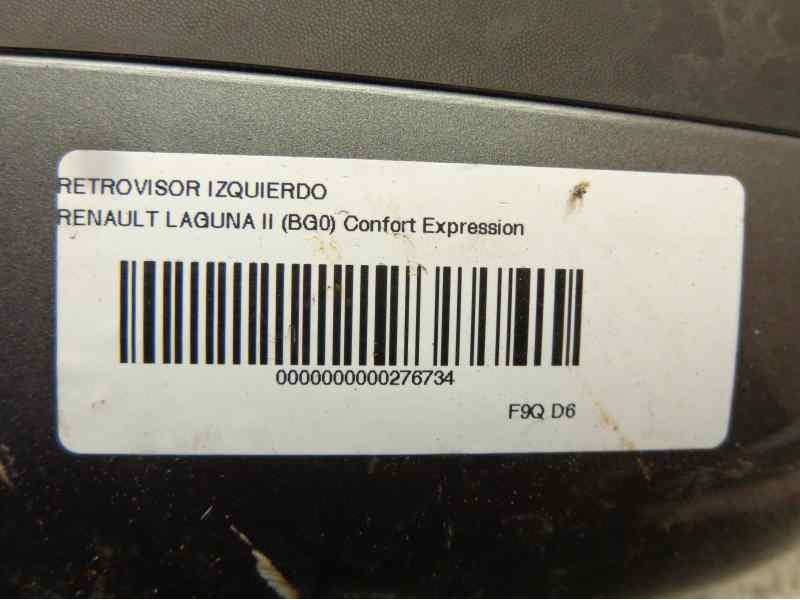 RETROVISOR IZQUIERDO
RENAULT LAGUNA II (BG0) Confort Expression
0000000000276734
F9Q D6